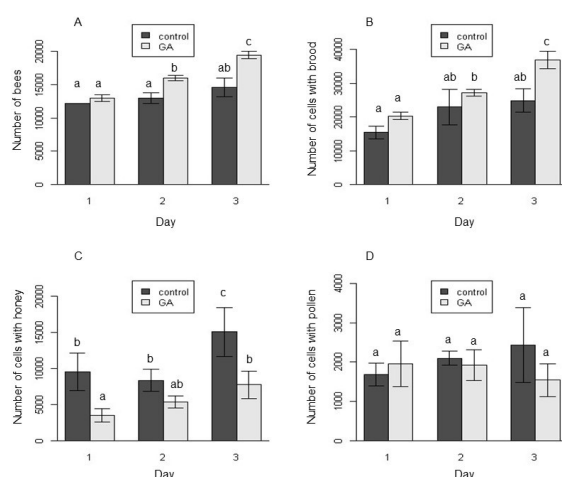 A
control
GA
Number of bees
0 5000 10000 15000 20000
a a a b ab c
1 2 3
Day
B
control
GA
Number of cells with brood
0 10000 20000 30000 40000
a a ab b ab c
1 2 3
Day
C
control
GA
Number of cells with honey
0 5000 10000 15000 20000
b a b ab c b
1 2 3
Day
D
control
GA
Number of cells with pollen
0 1000 2000 3000 4000
a a a a a a
1 2 3
Day